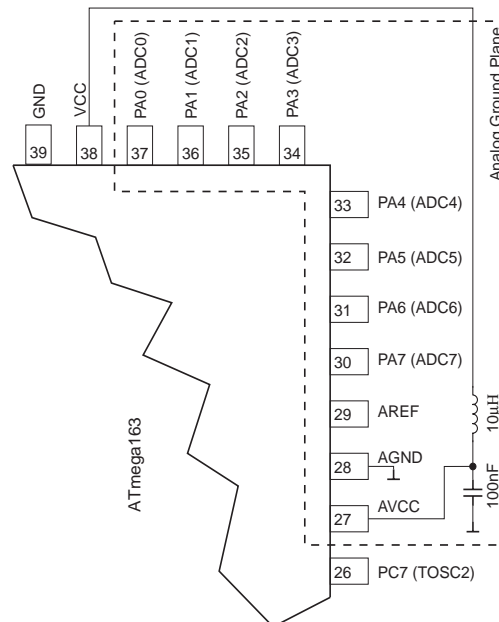 Analog Ground Plane
GND
VCC
PA0 (ADC0)
PA1 (ADC1)
PA2 (ADC2)
PA3 (ADC3)
39
38
37
36
35
34
33
PA4 (ADC4)
32
PA5 (ADC5)
31
PA6 (ADC6)
30
PA7 (ADC7)
29
AREF
28
AGND
27
AVCC
26
PC7 (TOSC2)
10µH
100nF
ATmega163